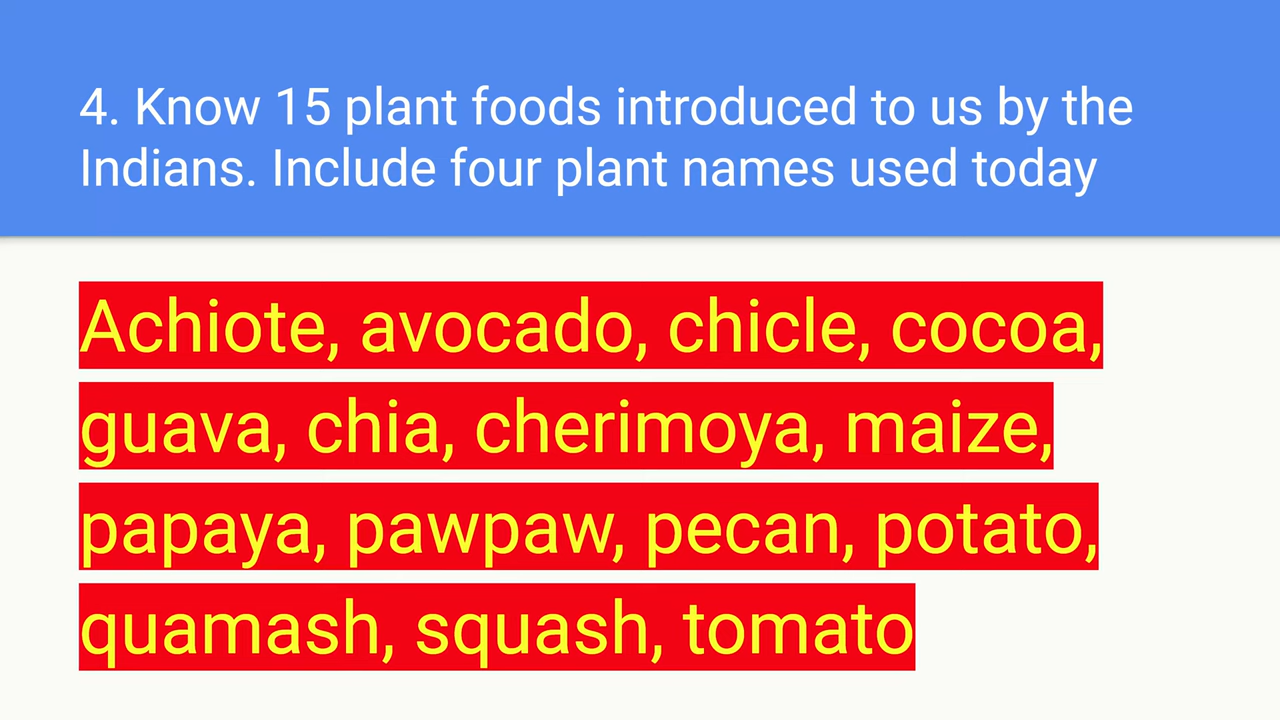 4. Know 15 plant foods introduced to us by the
Indians. Include four plant names used today
Achiote, avocado, chicle, cocoa,
guava, chia, cherimoya, maize,
papaya, pawpaw, pecan, potato,
quamash, squash, tomato